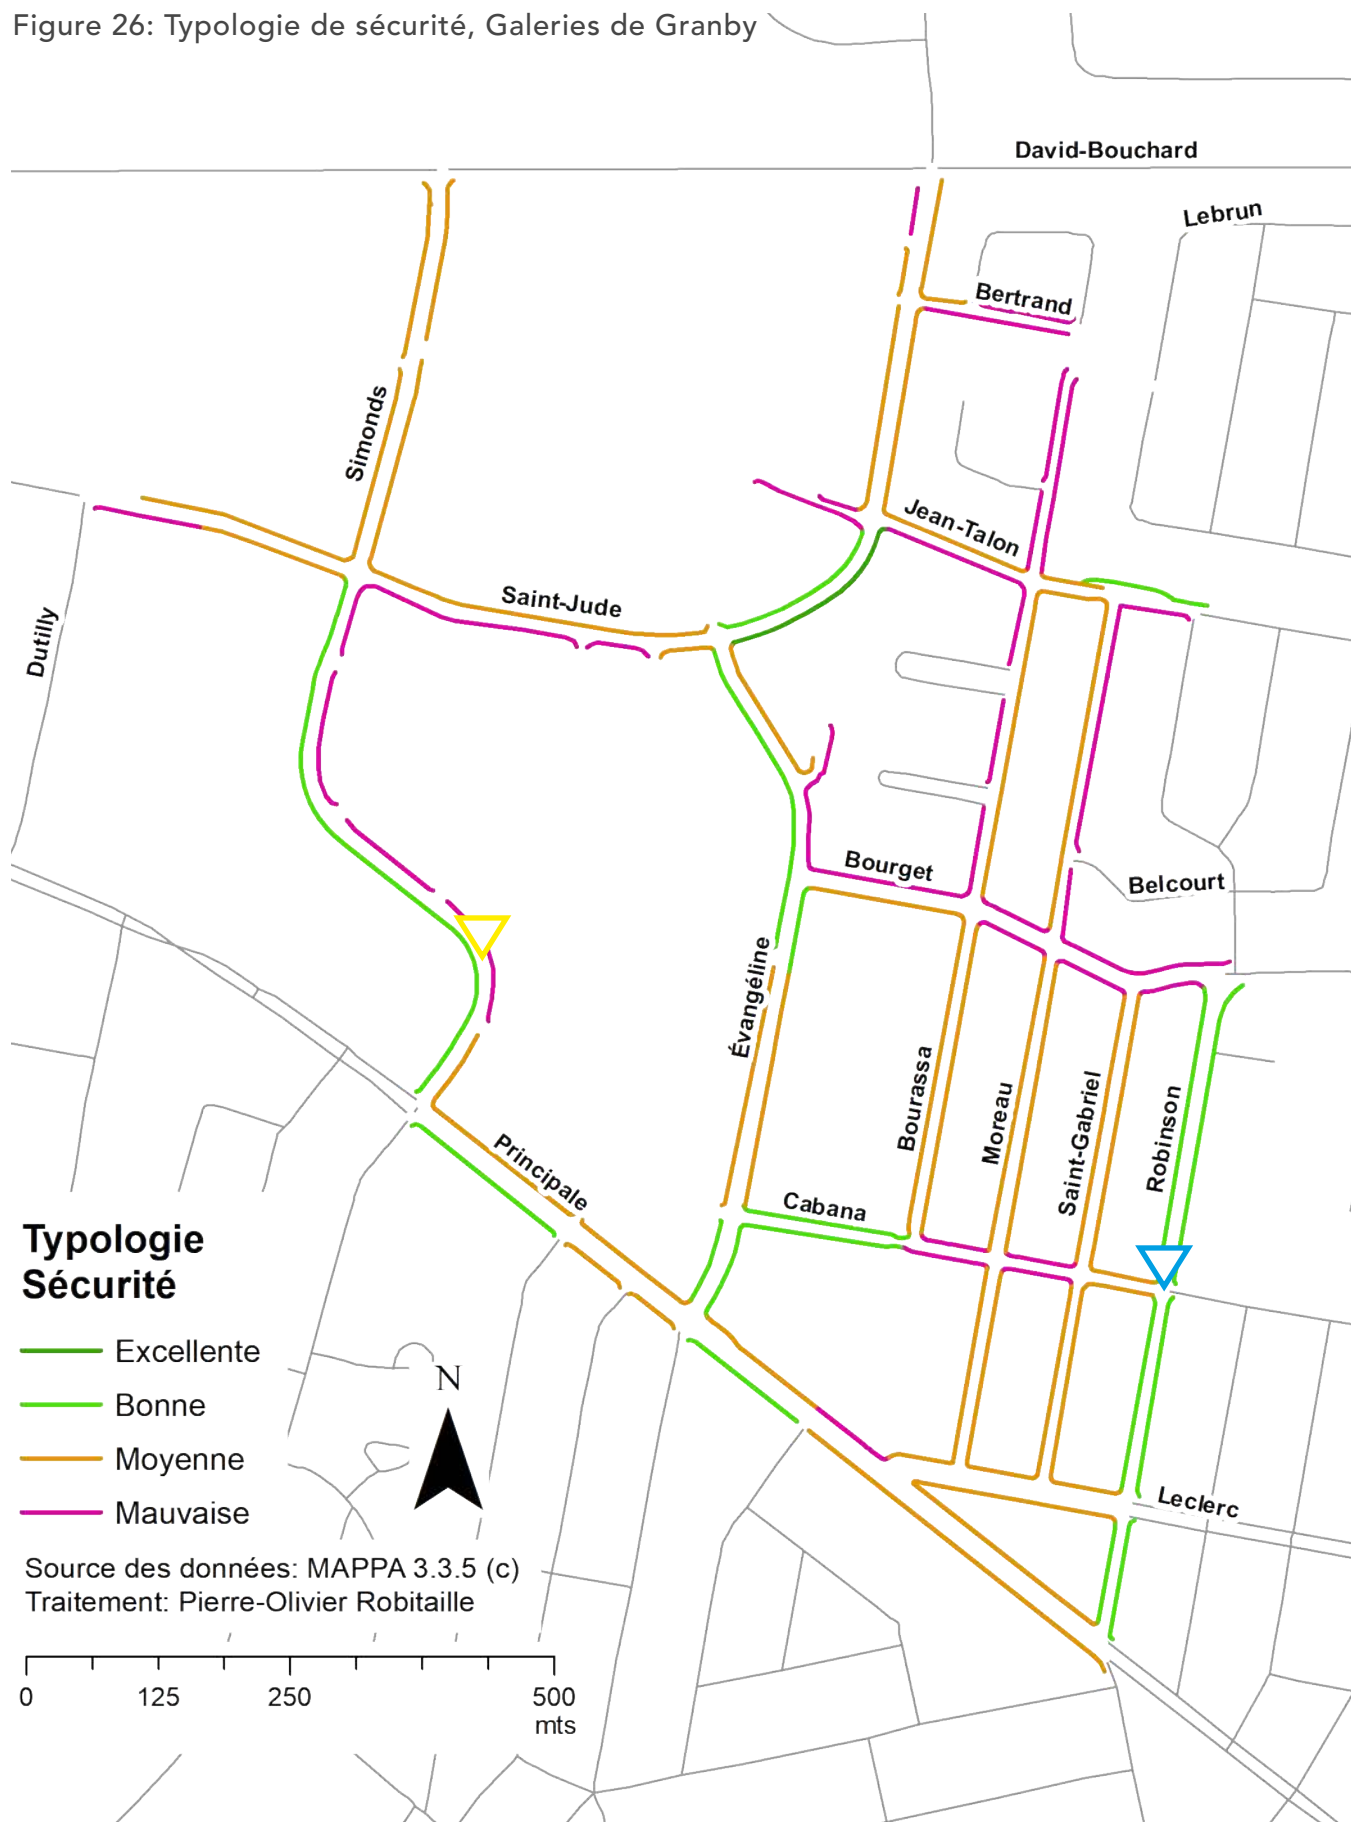 Figure 26: Typologie de sécurité, Galeries de Granby
David-Bouchard
Lebrun
Bertrand
Simonds
Jean-Talon
Saint-Jude
Dutilly
Bourget
Belcourt
Évangéline
Bourassa
Moreau
Saint-Gabriel
Robinson
Principale
Cabana
Leclerc
Typologie
Sécurité
Excellente
Bonne
Moyenne
Mauvaise
N
Source des données: MAPPA 3.3.5 (c)
Traitement: Pierre-Olivier Robitaille
0 125 250 500
mts